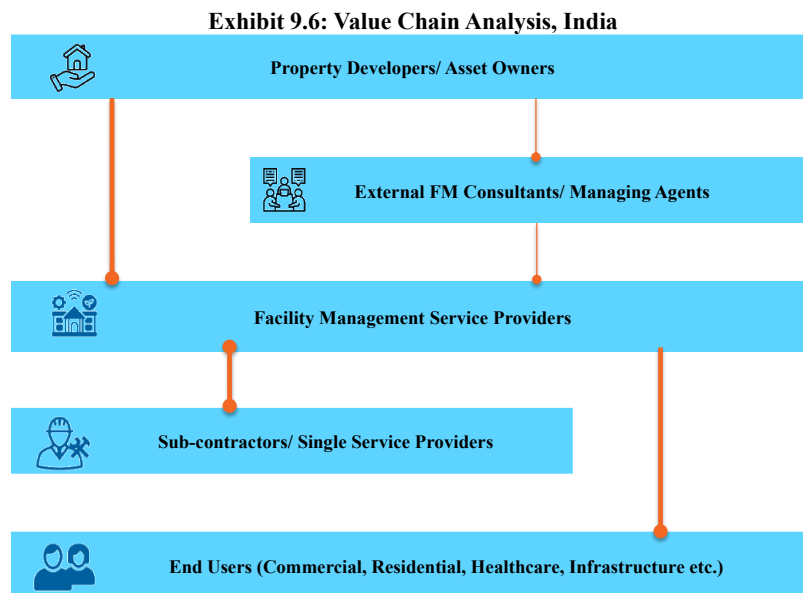 Exhibit 9.6: Value Chain Analysis, India
Property Developers/ Asset Owners
External FM Consultants/ Managing Agents
Facility Management Service Providers
Sub-contractors/ Single Service Providers
End Users (Commercial, Residential, Healthcare, Infrastructure etc.)